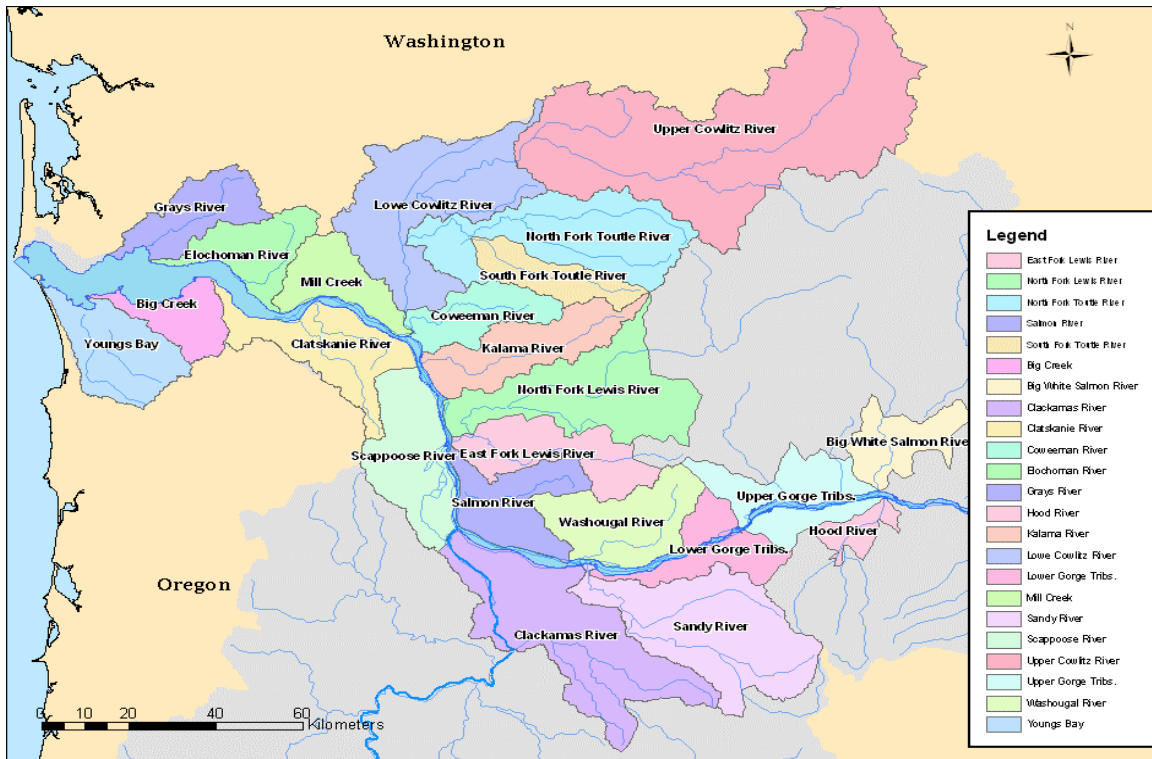 Washington
N
Upper Cowlitz River
Grays River
Lowe Cowlitz River
North Fork Toutle River
Elochoman River
South Fork Toutle River
Mill Creek
Big Creek
Coweeman River
Youngs Bay
Clatskanie River
Kalama River
North Fork Lewis River
Big White Salmon River
Scappoose River
East Fork Lewis River
Upper Gorge Tribs.
Salmon River
Washougal River
Hood River
Lower Gorge Tribs.
Oregon
Sandy River
Clackamas River
0 10 20 40 60
Kilometers
Legend
East Fork Lewis River
North Fork Lewis River
North Fork Toutle River
Salmon River
South Fork Toutle River
Big Creek
Big White Salmon River
Clackamas River
Clatskanie River
Coweeman River
Elochoman River
Grays River
Hood River
Kalama River
Lowe Cowlitz River
Lower Gorge Tribs.
Mill Creek
Sandy River
Scappoose River
Upper Cowlitz River
Upper Gorge Tribs.
Washougal River
Youngs Bay